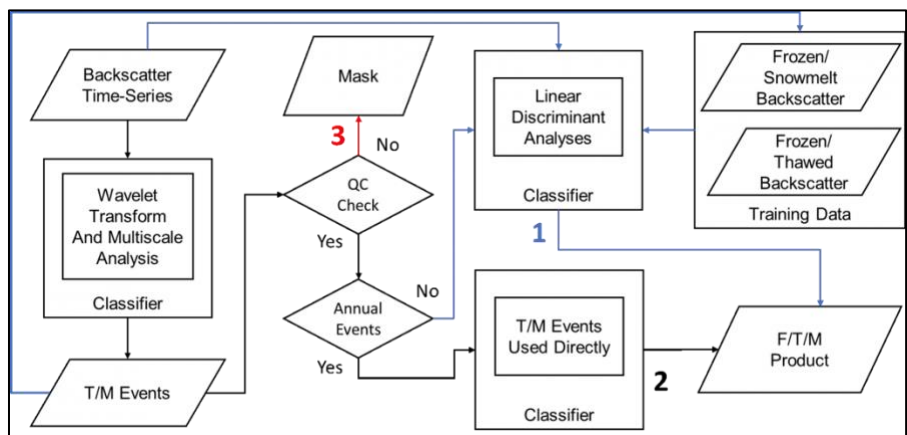 Backscatter
Time-Series
Wavelet
Transform
And Multiscale
Analysis
Classifier
T/M Events
Mask
3
No
QC
Check
Yes
Annual
Events
No
Yes
Linear
Discriminant
Analyses
Classifier
1
T/M Events
Used Directly
Classifier
2
Frozen/
Snowmelt
Backscatter
Frozen/
Thawed
Backscatter
Training Data
F/T/M
Product